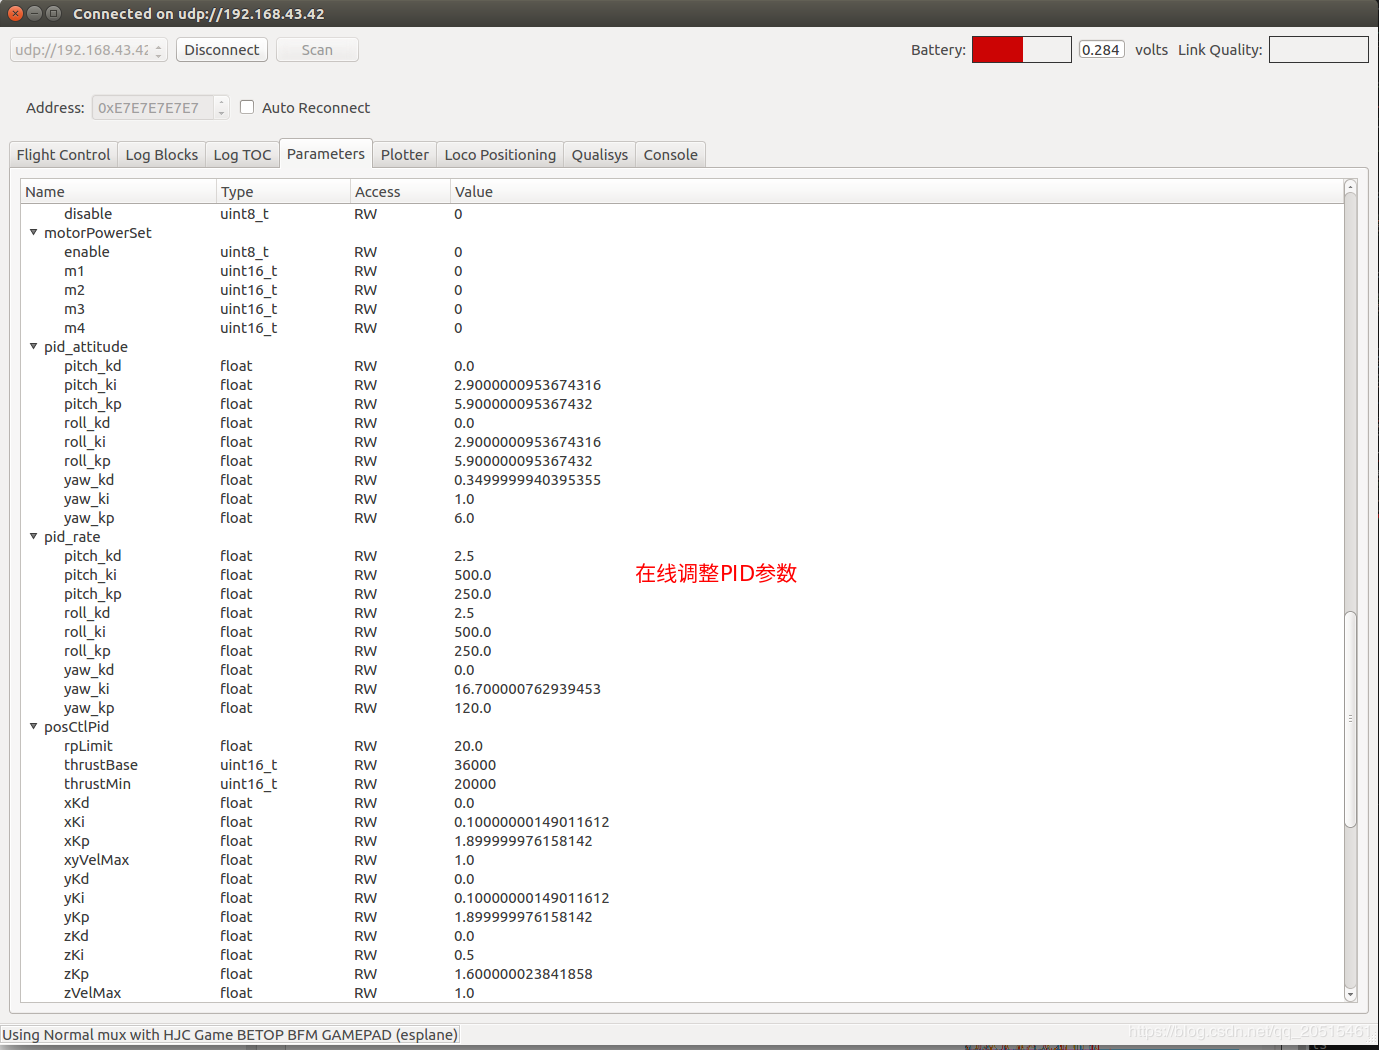 Connected on udp://192.168.43.42
udp://192.168.43.42 Disconnect Scan Battery: 0.284 volts Link Quality:
Address: 0xE7E7E7E7E7 Auto Reconnect
Flight Control Log Blocks Log TOC Parameters Plotter Loco Positioning Qualisys Console
Name Type Access Value
disable uint8_t RW 0
motorPowerSet
enable uint8_t RW 0
m1 uint16_t RW 0
m2 uint16_t RW 0
m3 uint16_t RW 0
m4 uint16_t RW 0
pid_attitude
pitch_kd float RW 0.0
pitch_ki float RW 2.9000000953674316
pitch_kp float RW 5.900000095367432
roll_kd float RW 0.0
roll_ki float RW 2.9000000953674316
roll_kp float RW 5.900000095367432
yaw_kd float RW 0.3499999940395355
yaw_ki float RW 1.0
yaw_kp float RW 6.0
pid_rate
pitch_kd float RW 2.5
pitch_ki float RW 500.0
在线调整PID参数
pitch_kp float RW 250.0
roll_kd float RW 2.5
roll_ki float RW 500.0
roll_kp float RW 250.0
yaw_kd float RW 0.0
yaw_ki float RW 16.700000762939453
yaw_kp float RW 120.0
posCtlPid
rpLimit float RW 20.0
thrustBase uint16_t RW 36000
thrustMin uint16_t RW 20000
xKd float RW 0.0
xKi float RW 0.10000000149011612
xKp float RW 1.899999976158142
xyVelMax float RW 1.0
yKd float RW 0.0
yKi float RW 0.10000000149011612
yKp float RW 1.899999976158142
zKd float RW 0.0
zKi float RW 0.5
zKp float RW 1.600000023841858
zVelMax float RW 1.0
Using Normal mux with HJC Game BETOP BFM GAMEPAD (esplane)
https://blog.csdn.net/qq_20515461